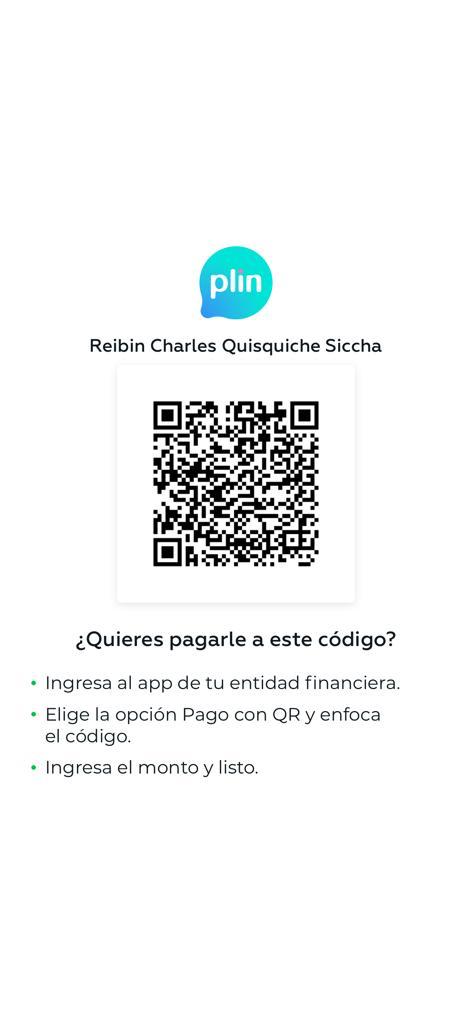 plin
Reibin Charles Quisquiche Siccha
¿Quieres pagarle a este código?
• Ingresa al app de tu entidad financiera.
• Elige la opción Pago con QR y enfoca
el código.
• Ingresa el monto y listo.